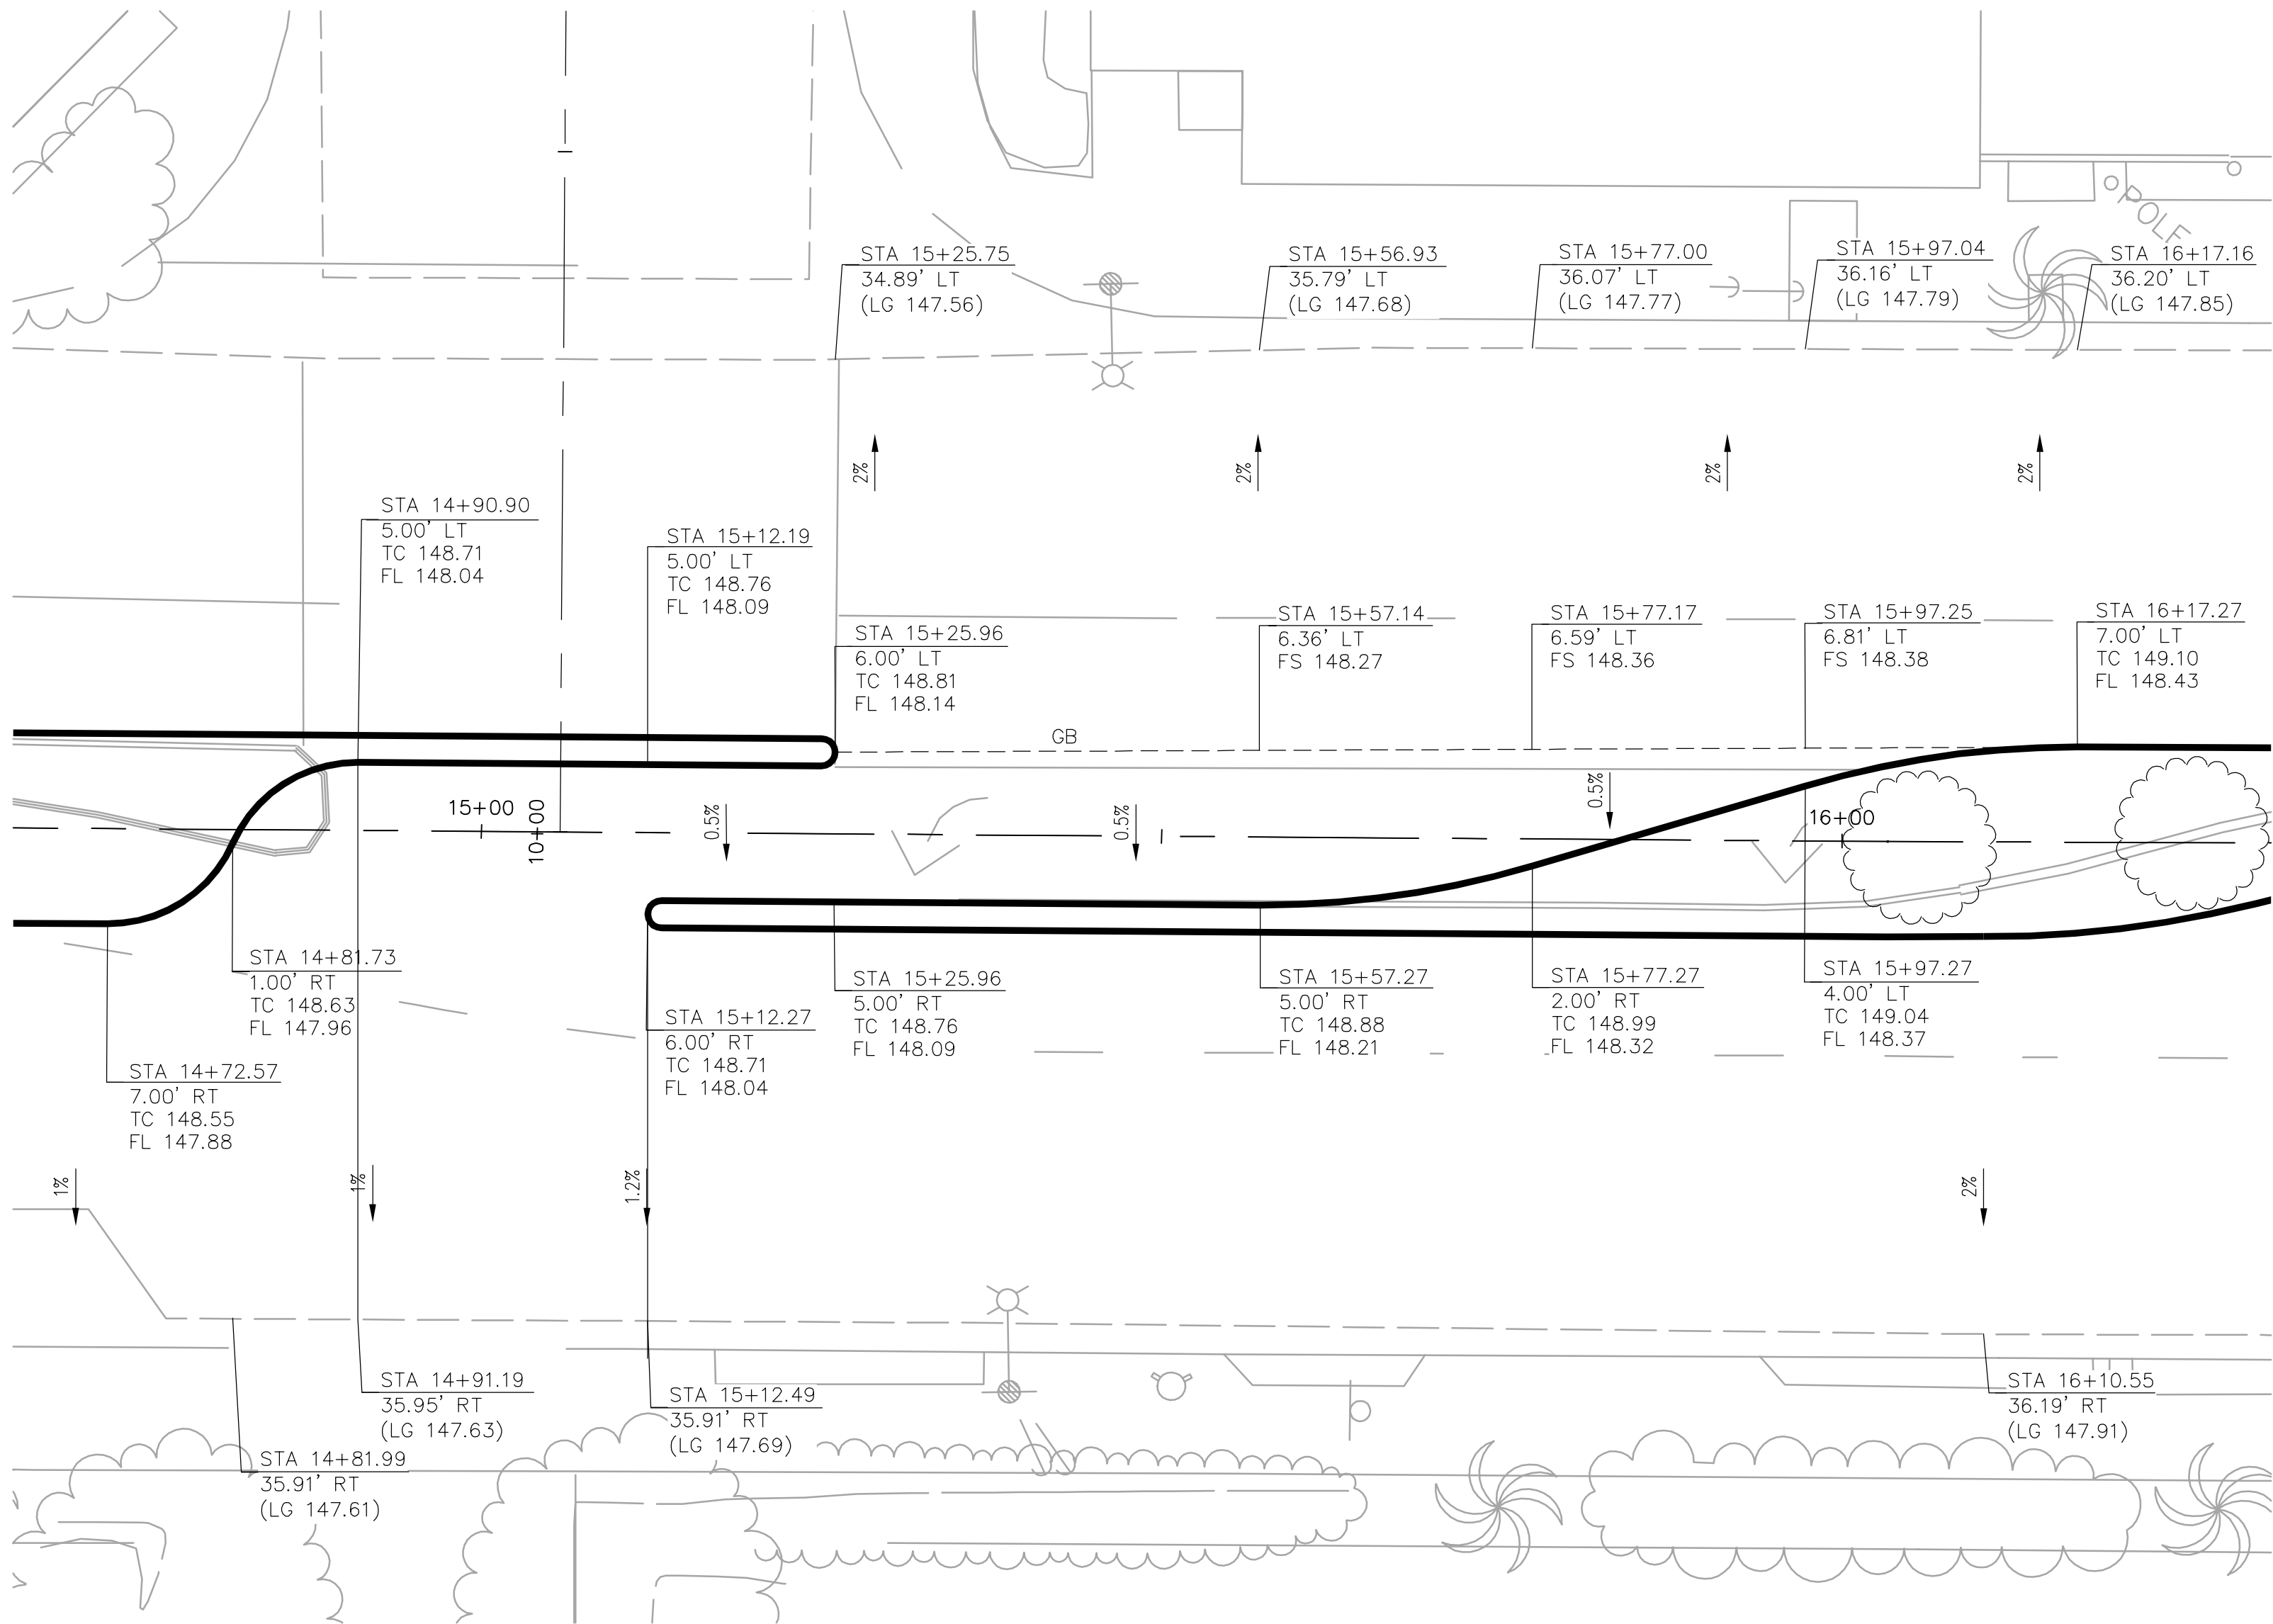 POLE
STA 15+25.75
34.89' LT
(LG 147.56)
STA 15+56.93
35.79' LT
(LG 147.68)
STA 15+77.00
36.07' LT
(LG 147.77)
STA 15+97.04
36.16' LT
(LG 147.79)
STA 16+17.16
36.20' LT
(LG 147.85)
2%
2%
2%
2%
STA 14+90.90
5.00' LT
TC 148.71
FL 148.04
STA 15+12.19
5.00' LT
TC 148.76
FL 148.09
STA 15+25.96
6.00' LT
TC 148.81
FL 148.14
STA 15+57.14
6.36' LT
FS 148.27
STA 15+77.17
6.59' LT
FS 148.36
STA 15+97.25
6.81' LT
FS 148.38
STA 16+17.27
7.00' LT
TC 149.10
FL 148.43
GB
15+00
10+00
0.5%
0.5%
0.5%
16+00
STA 14+81.73
1.00' RT
TC 148.63
FL 147.96
STA 14+72.57
7.00' RT
TC 148.55
FL 147.88
STA 15+12.27
6.00' RT
TC 148.71
FL 148.04
STA 15+25.96
5.00' RT
TC 148.76
FL 148.09
STA 15+57.27
5.00' RT
TC 148.88
FL 148.21
STA 15+77.27
2.00' RT
TC 148.99
FL 148.32
STA 15+97.27
4.00' LT
TC 149.04
FL 148.37
1%
1%
1.2%
2%
STA 14+91.19
35.95' RT
(LG 147.63)
STA 14+81.99
35.91' RT
(LG 147.61)
STA 15+12.49
35.91' RT
(LG 147.69)
STA 16+10.55
36.19' RT
(LG 147.91)